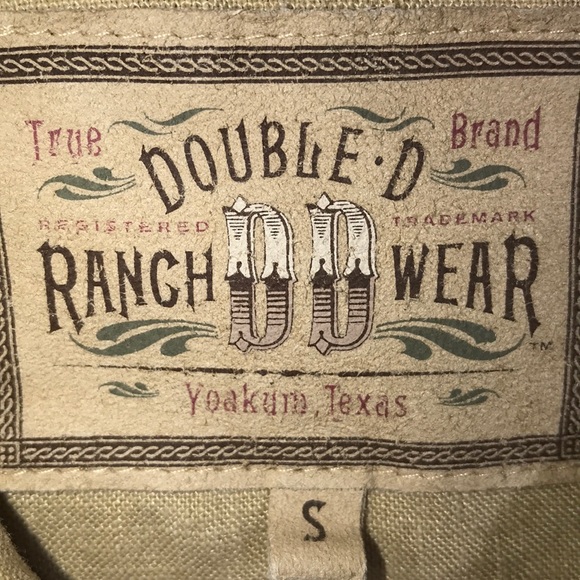 True Brand
DOUBLE·D
REGISTERED TRADEMARK
RANCH DD WEAR
TM
Yoakum, Texas
S